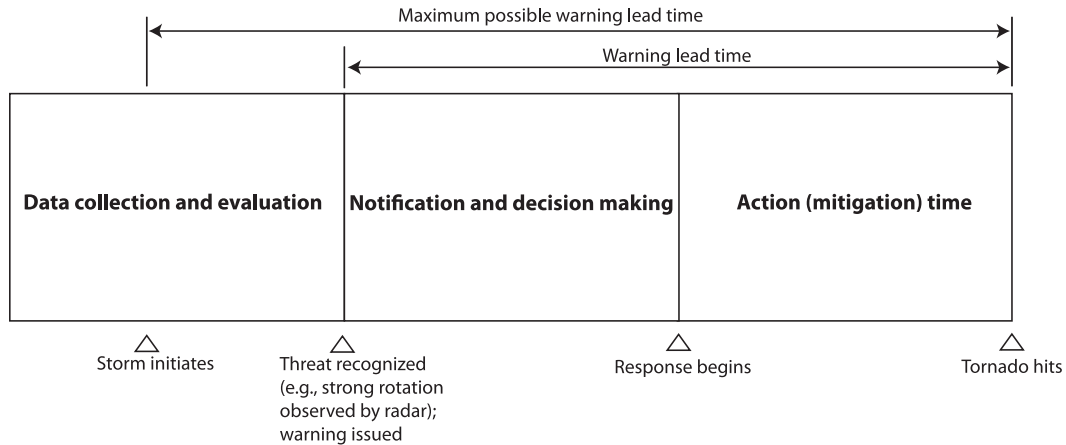 Maximum possible warning lead time
Warning lead time
Data collection and evaluation
Notification and decision making
Action (mitigation) time
Storm initiates
Threat recognized
(e.g., strong rotation
observed by radar);
warning issued
Response begins
Tornado hits